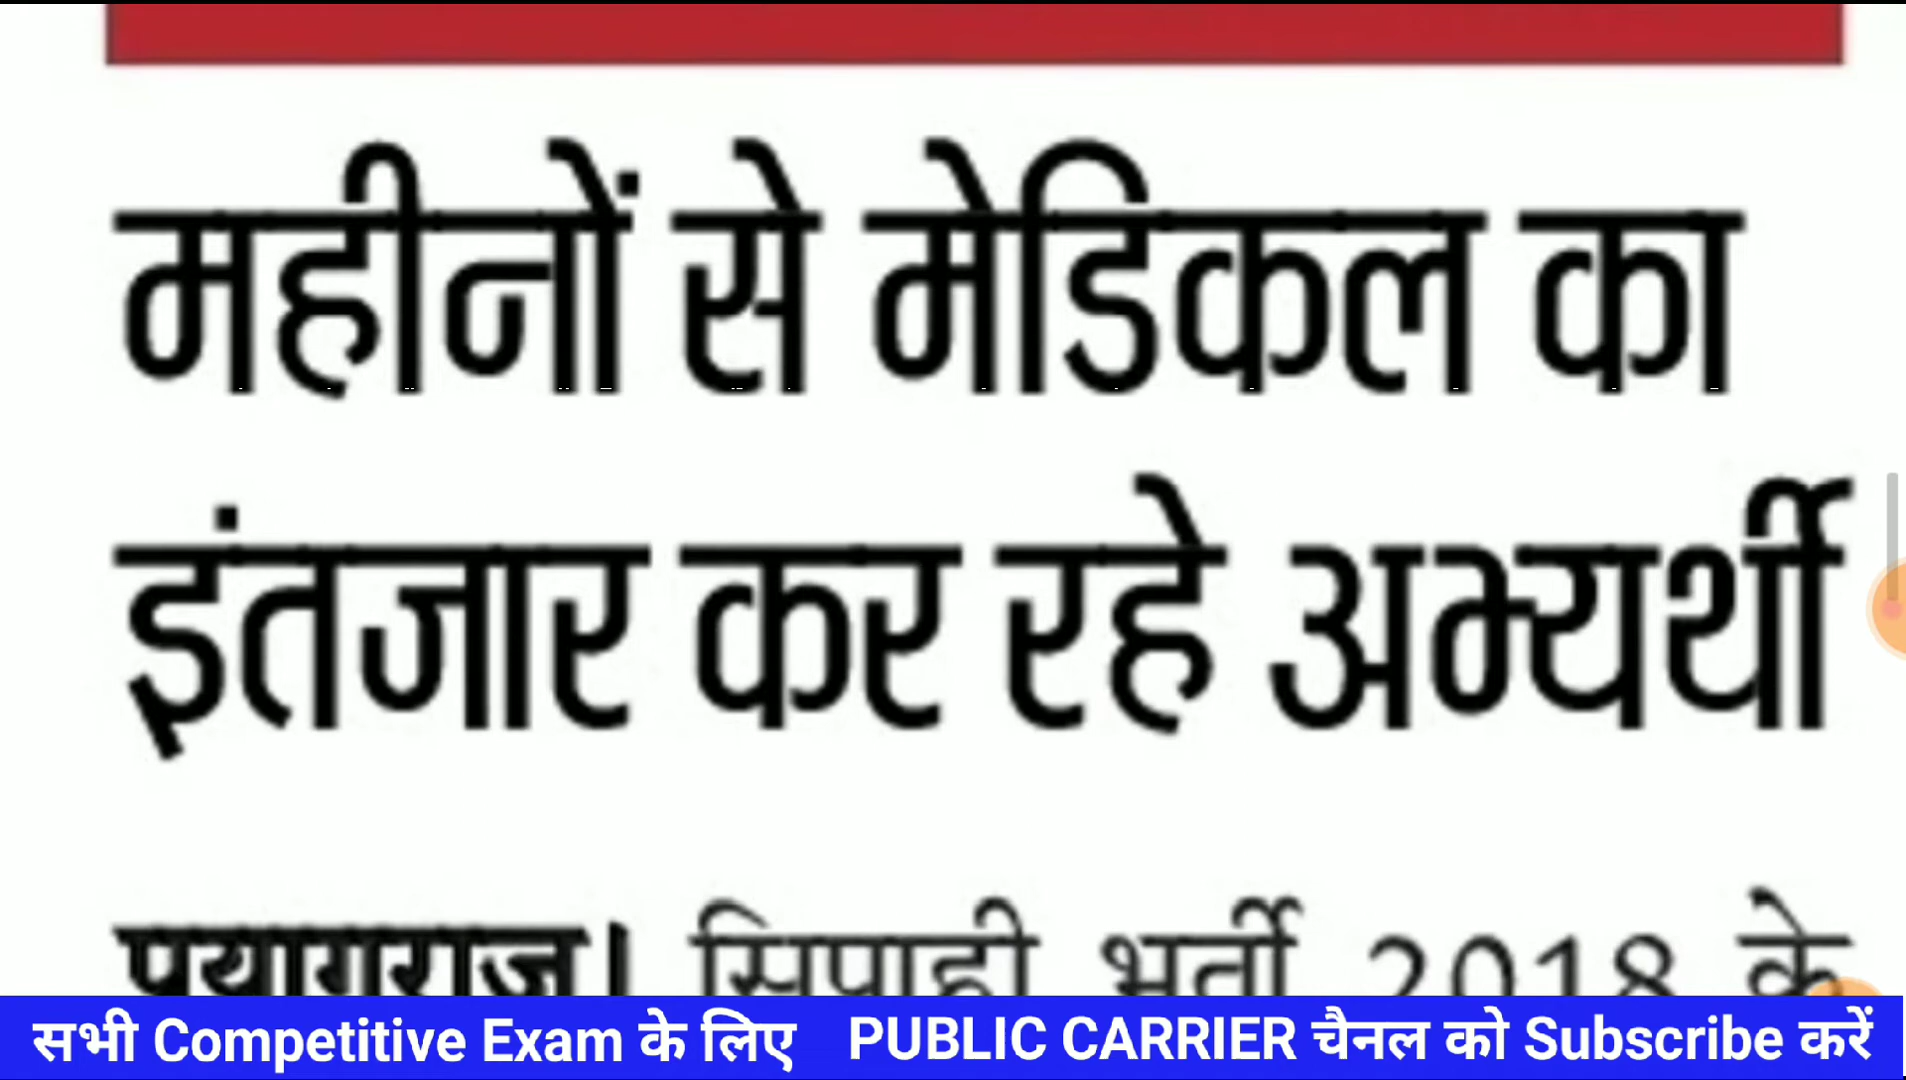 महीनों से मेडिकल का
इंतजार कर रहे अभ्यर्थी
प्रयागराज। सिपाही भर्ती 2018 के
सभी Competitive Exam के लिए PUBLIC CARRIER चैनल को Subscribe करें